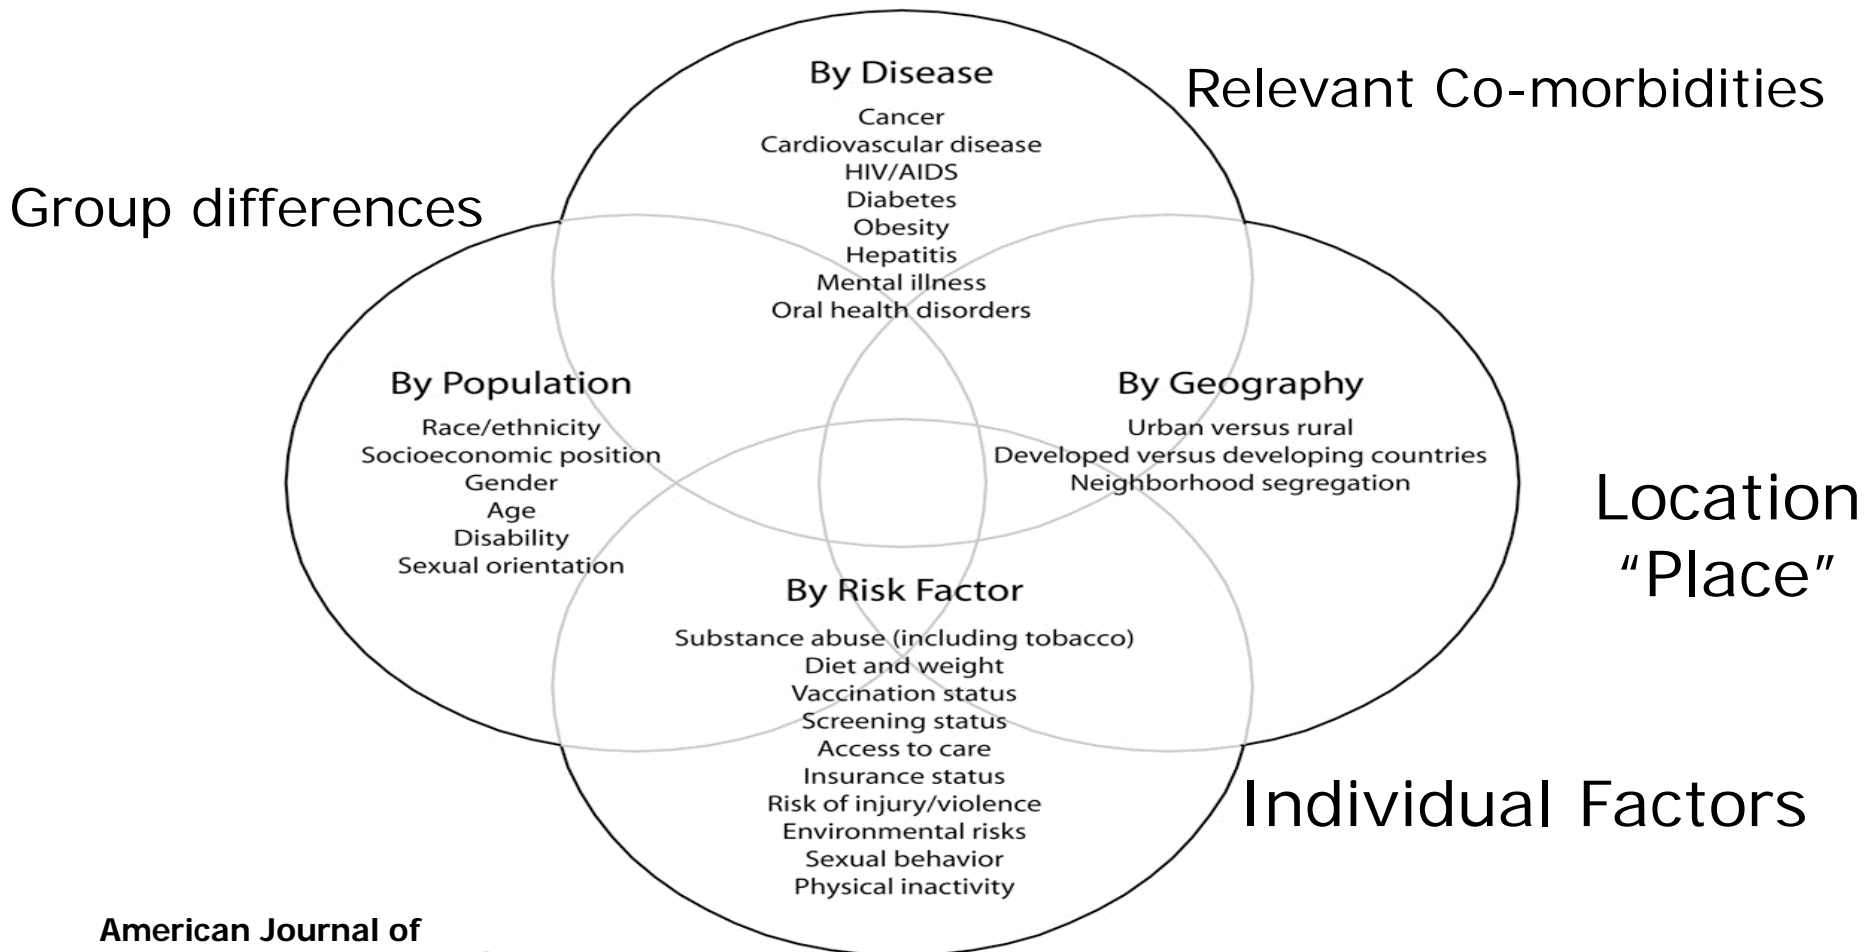 By Disease
Cancer
Cardiovascular disease
HIV/AIDS
Diabetes
Obesity
Hepatitis
Mental illness
Oral health disorders
Relevant Co-morbidities
Group differences
By Population
Race/ethnicity
Socioeconomic position
Gender
Age
Disability
Sexual orientation
By Geography
Urban versus rural
Developed versus developing countries
Neighborhood segregation
Location
“Place”
By Risk Factor
Substance abuse (including tobacco)
Diet and weight
Vaccination status
Screening status
Access to care
Insurance status
Risk of injury/violence
Environmental risks
Sexual behavior
Physical inactivity
Individual Factors
American Journal of